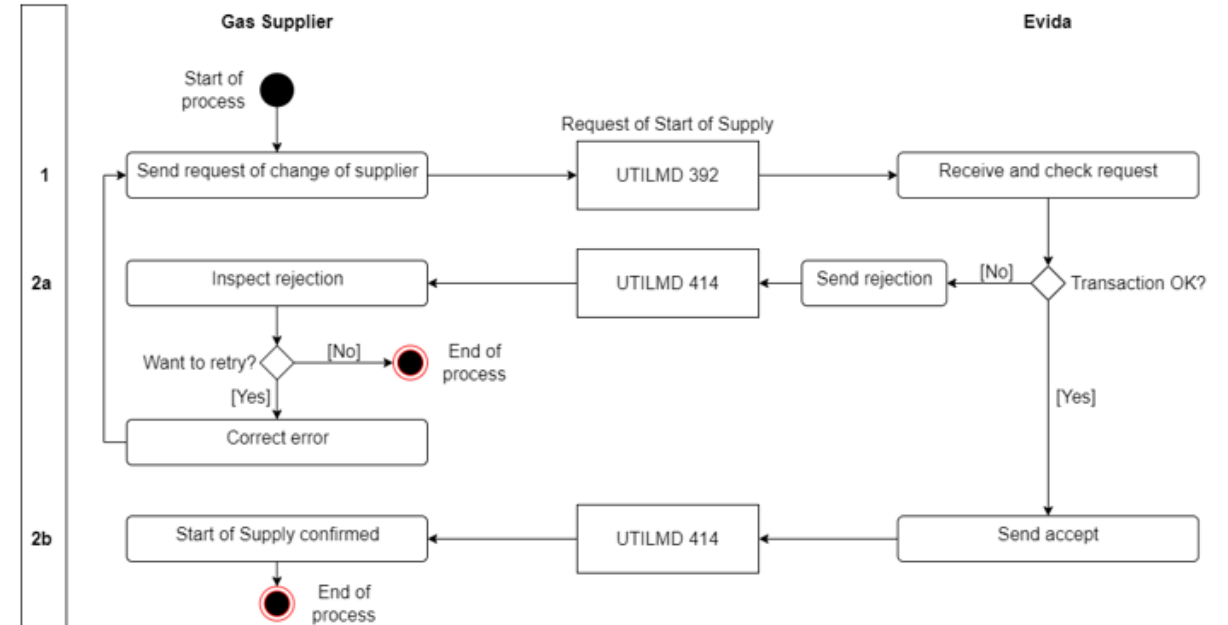 Gas Supplier
Evida
Start of
process
Request of Start of Supply
1
Send request of change of supplier
UTILMD 392
Receive and check request
2a
Inspect rejection
UTILMD 414
Send rejection
[No]
Transaction OK?
Want to retry?
[No]
End of
process
[Yes]
[Yes]
Correct error
2b
Start of Supply confirmed
UTILMD 414
Send accept
End of
process